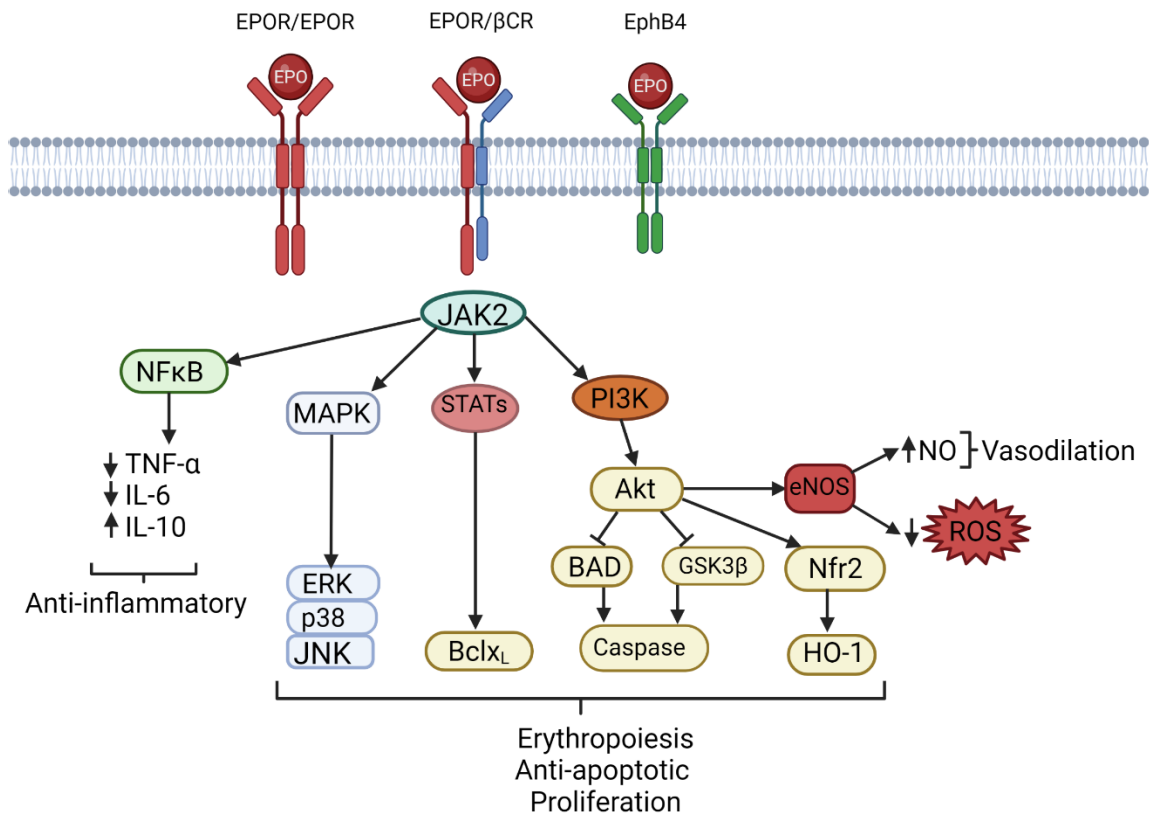 EPOR/EPOR
EPOR/βCR
EphB4
EPO
EPO
EPO
JAK2
NFκB
MAPK
STATs
PI3K
TNF-α
IL-6
IL-10
Anti-inflammatory
Akt
eNOS
NO
Vasodilation
ROS
BAD
GSK3β
Nfr2
ERK
p38
JNK
Bclx<sub>L</sub>
Caspase
HO-1
Erythropoiesis
Anti-apoptotic
Proliferation